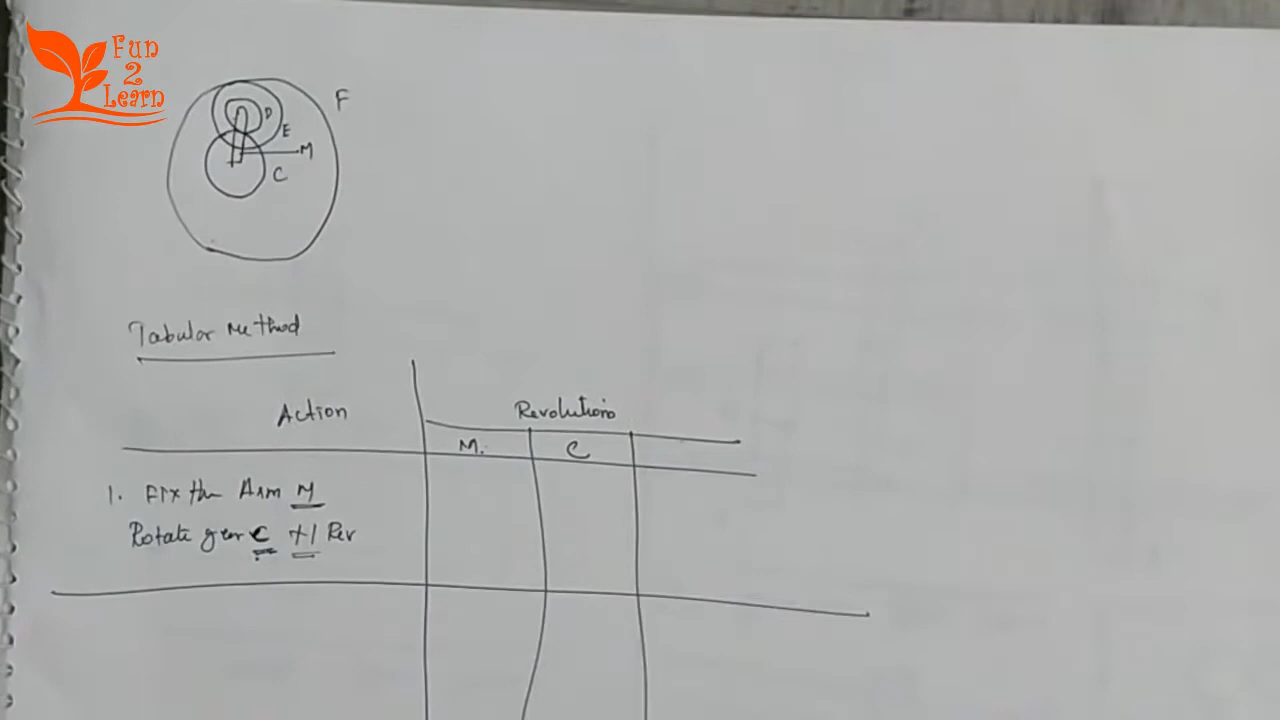 Fun
2
Learn
F
D
E
M
C
Tabular Method
Action
Revolutions
M.
C
1. Fix the Arm M
Rotate gear C +1 Rev